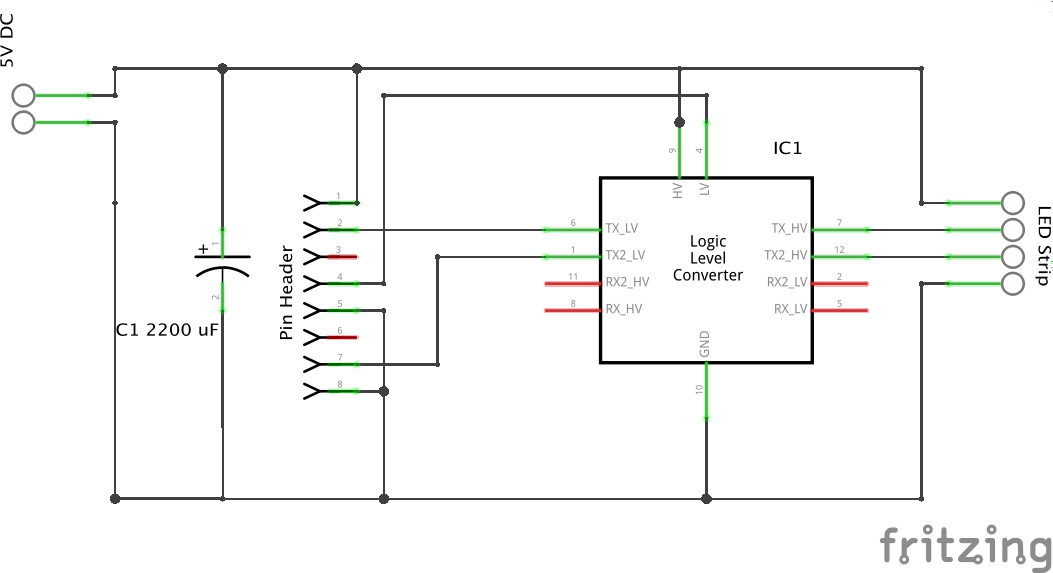 5V DC
IC1
9
4
HV
LV
1
2
3
4
5
6
7
8
Pin Header
+
1
2
C1 2200 uF
6
TX_LV
1
TX2_LV
11
RX2_HV
8
RX_HV
Logic
Level
Converter
TX_HV
7
TX2_HV
12
RX2_LV
2
RX_LV
5
GND
10
LED Strip
fritzing